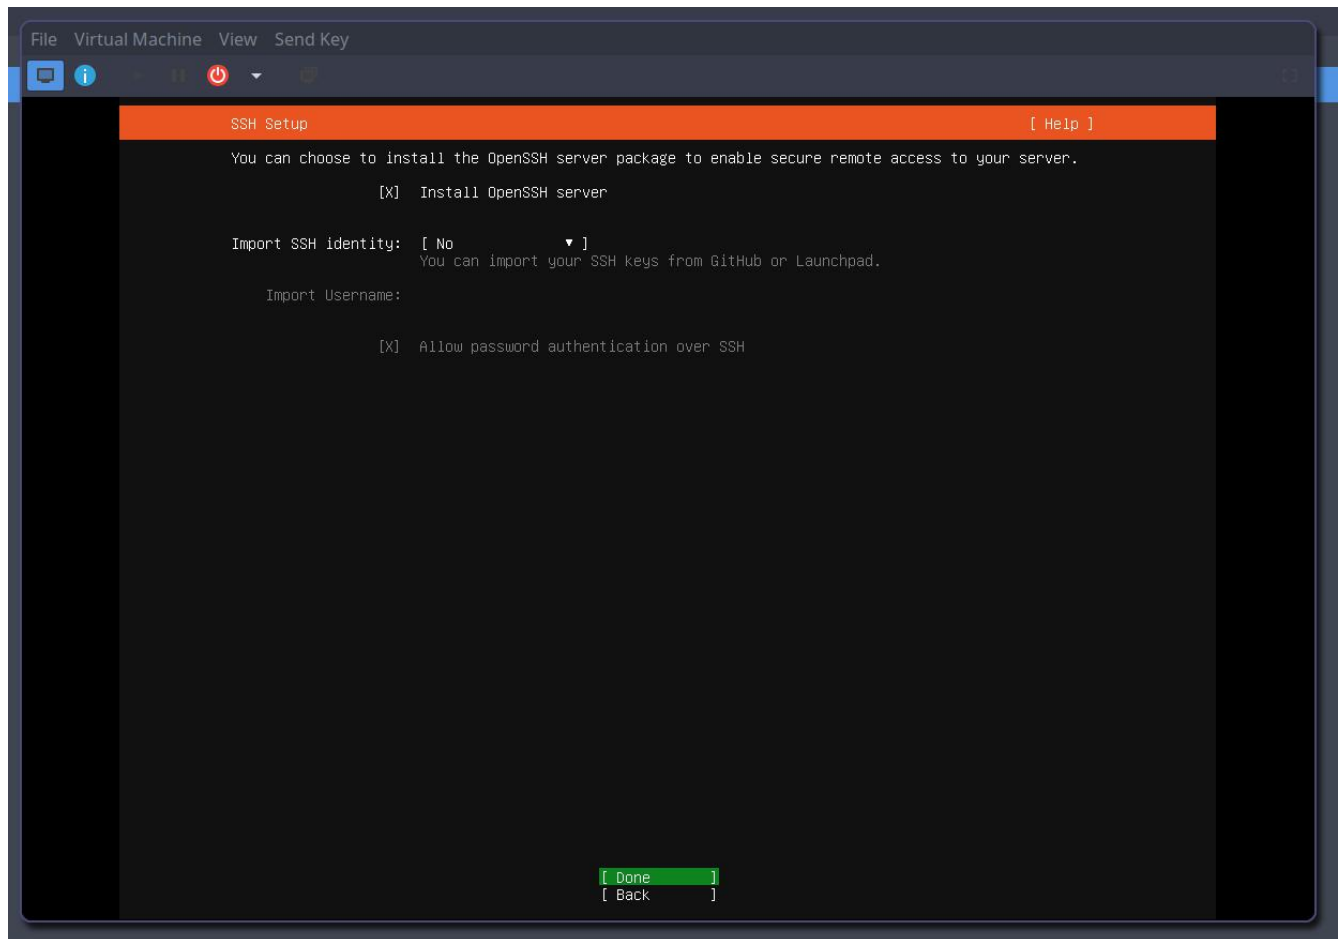 File Virtual Machine View Send Key
SSH Setup [ Help ]
You can choose to install the OpenSSH server package to enable secure remote access to your server.
[X] Install OpenSSH server
Import SSH identity: [ No ▼ ]
You can import your SSH keys from GitHub or Launchpad.
Import Username:
[X] Allow password authentication over SSH
[ Done ]
[ Back ]